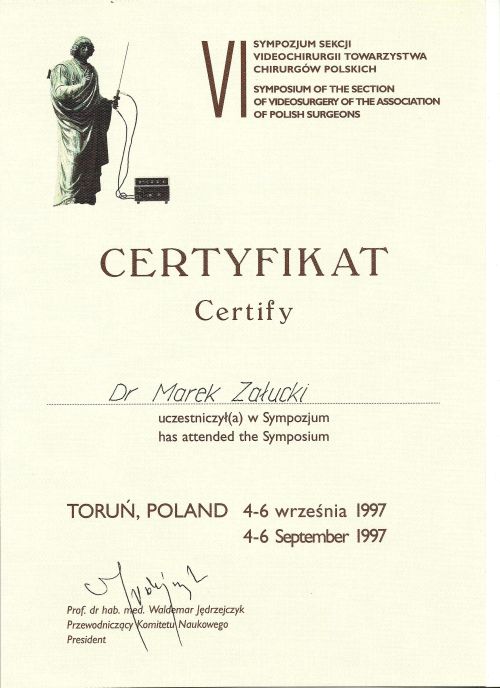 VI
SYMPOZJUM SEKCJI
VIDEOCHIRURGII TOWARZYSTWA
CHIRURGÓW POLSKICH
SYMPOSIUM OF THE SECTION
OF VIDEOSURGERY OF THE ASSOCIATION
OF POLISH SURGEONS
CERTYFIKAT
Certify
Dr Marek Załucki
uczestniczył(a) w Sympozjum
has attended the Symposium
TORUŃ, POLAND 4-6 września 1997
4-6 September 1997
Prof. dr hab. med. Waldemar Jędrzejczyk
Przewodniczący Komitetu Naukowego
President